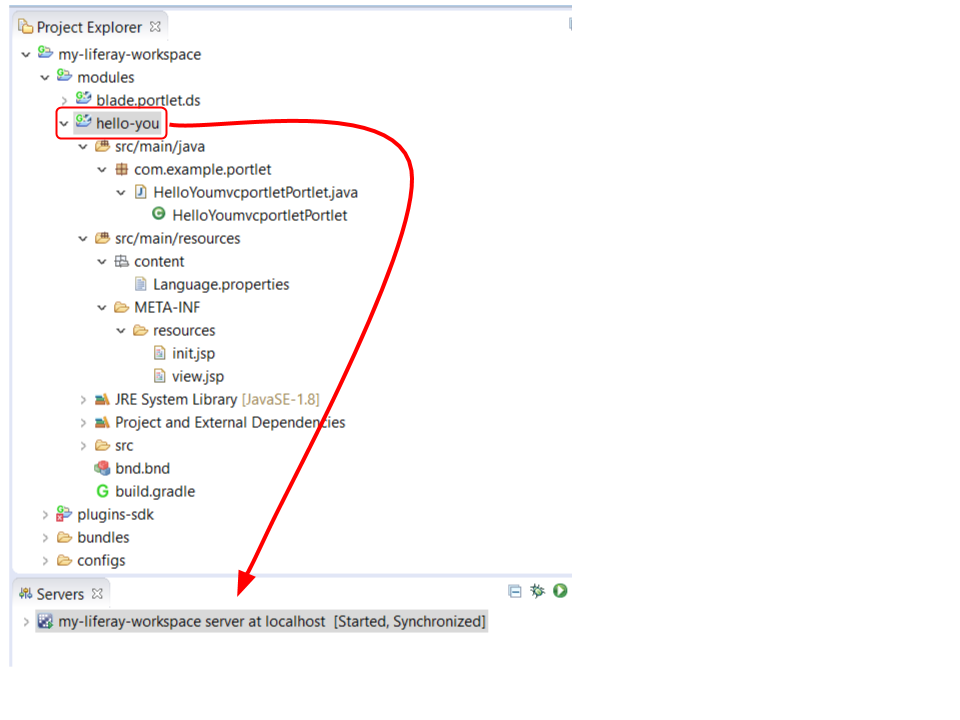 Project Explorer
my-liferay-workspace
modules
blade.portlet.ds
hello-you
src/main/java
com.example.portlet
HelloYoumvcportletPortlet.java
HelloYoumvcportletPortlet
src/main/resources
content
Language.properties
META-INF
resources
init.jsp
view.jsp
JRE System Library [JavaSE-1.8]
Project and External Dependencies
src
bnd.bnd
build.gradle
plugins-sdk
bundles
configs
Servers
my-liferay-workspace server at localhost [Started, Synchronized]